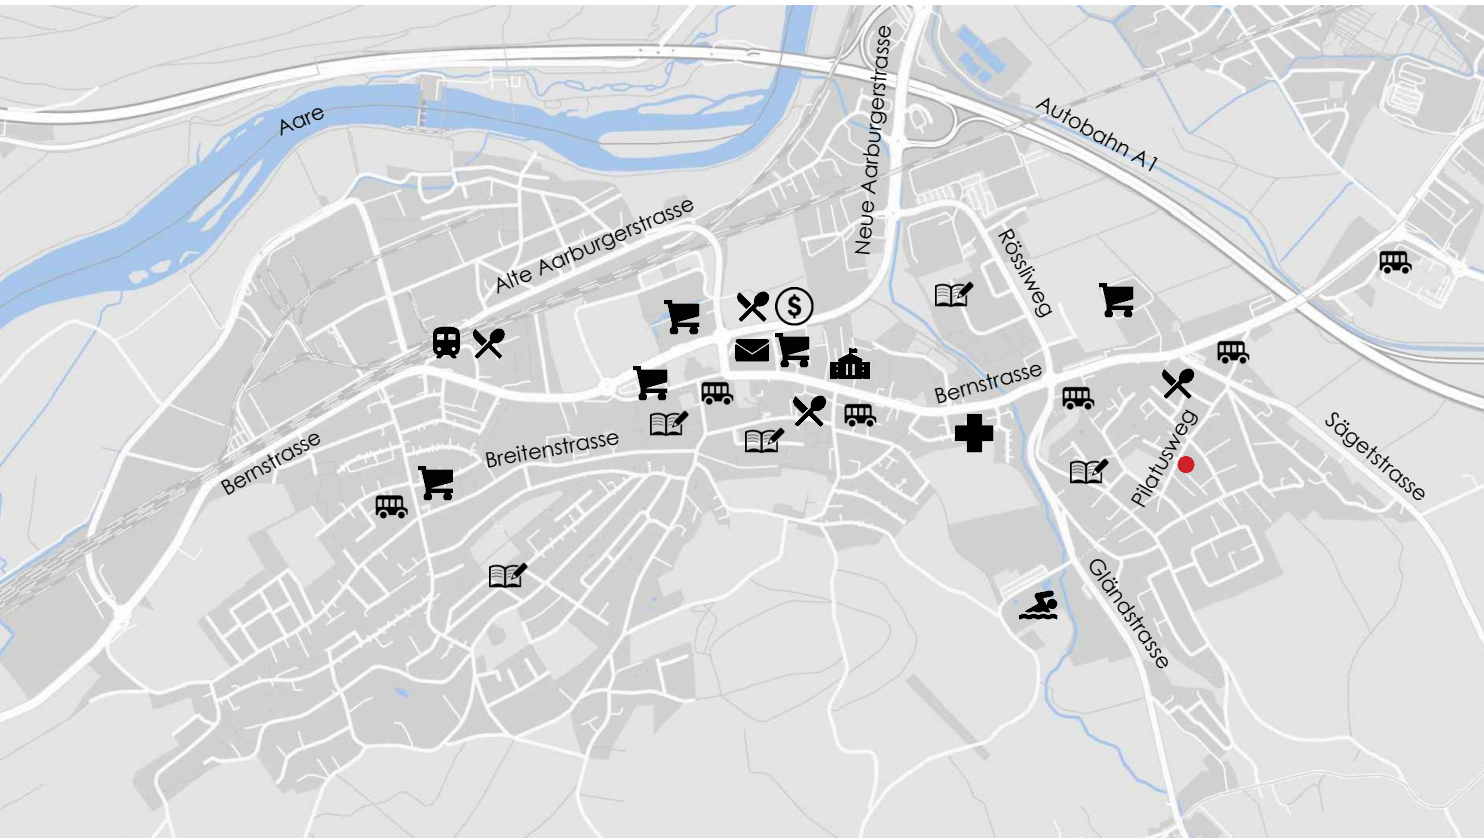 Aare
Neue Aarburgerstrasse
Autobahn A1
Alte Aarburgerstrasse
Rössliweg
$
Bernstrasse
Pilatusweg
Sägetstrasse
Breitenstrasse
Bernstrasse
Gländstrasse